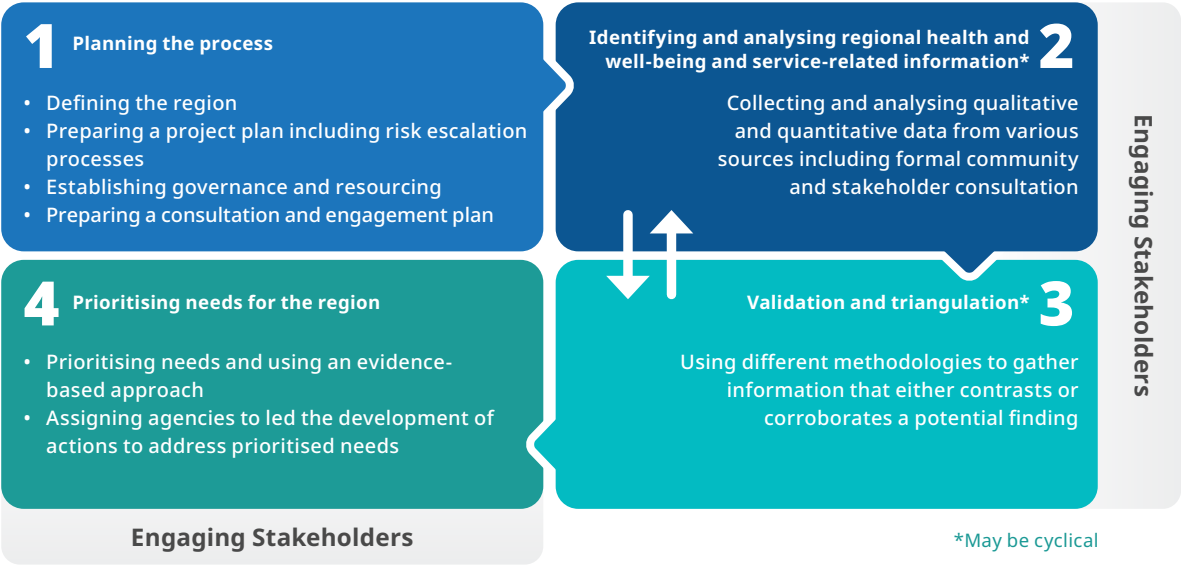 1 Planning the process
• Defining the region
• Preparing a project plan including risk escalation
processes
• Establishing governance and resourcing
• Preparing a consultation and engagement plan
Identifying and analysing regional health and
well-being and service-related information* 2
Collecting and analysing qualitative
and quantitative data from various
sources including formal community
and stakeholder consultation
Validation and triangulation* 3
Using different methodologies to gather
information that either contrasts or
corroborates a potential finding
4 Prioritising needs for the region
• Prioritising needs and using an evidence-
based approach
• Assigning agencies to led the development of
actions to address prioritised needs
Engaging Stakeholders
Engaging Stakeholders
*May be cyclical